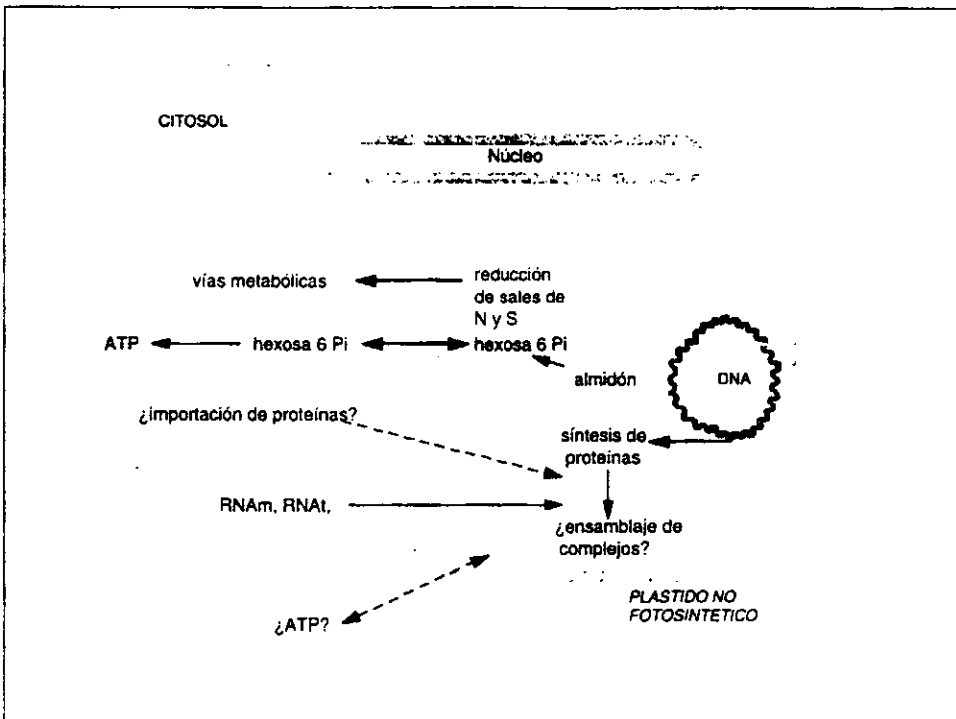 CITOSOL
Núcleo
vías metabólicas
reducción
de sales de
N y S
ATP
hexosa 6 Pi
hexosa 6 Pi
almidón
DNA
¿importación de proteínas?
síntesis de
proteínas
RNAm, RNAt,
¿ensamblaje de
complejos?
PLASTIDO NO
FOTOSINTETICO
¿ATP?